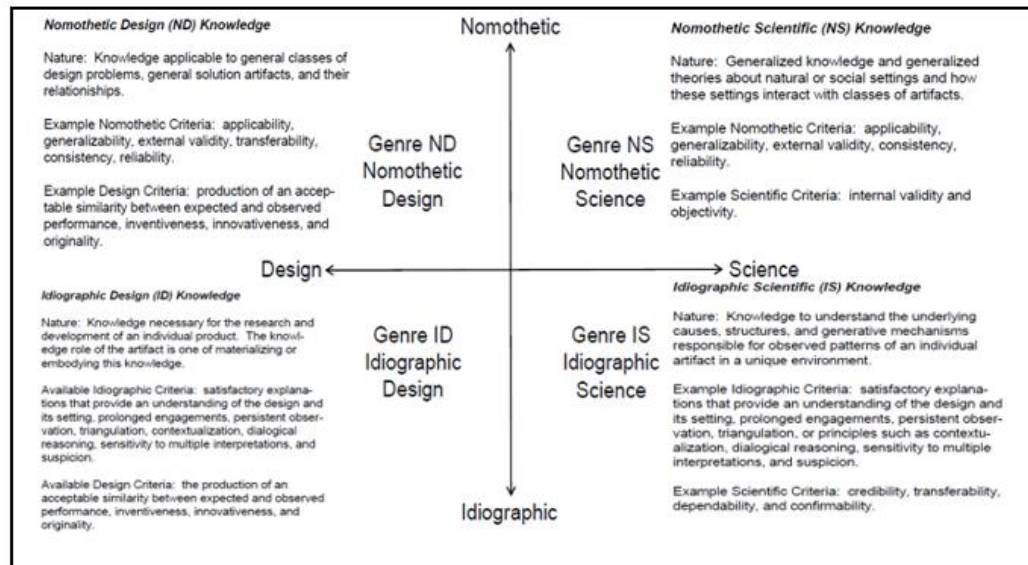 Nomothetic Design (ND) Knowledge
Nature: Knowledge applicable to general classes of
design problems, general solution artifacts, and their
relationships.
Example Nomothetic Criteria: applicability,
generalizability, external validity, transferability,
consistency, reliability.
Example Design Criteria: production of an accep-
table similarity between expected and observed
performance, inventiveness, innovativeness, and
originality.
Nomothetic
Genre ND
Nomothetic
Design
Genre NS
Nomothetic
Science
Nomothetic Scientific (NS) Knowledge
Nature: Generalized knowledge and generalized
theories about natural or social settings and how
these settings interact with classes of artifacts.
Example Nomothetic Criteria: applicability,
generalizability, external validity, consistency,
reliability.
Example Scientific Criteria: internal validity and
objectivity.
Design
Science
Idiographic Design (ID) Knowledge
Nature: Knowledge necessary for the research and
development of an individual product. The knowl-
edge role of the artifact is one of materializing or
embodying this knowledge.
Available Idiographic Criteria: satisfactory explana-
tions that provide an understanding of the design and
its setting, prolonged engagements, persistent obser-
vation, triangulation, contextualization, dialogical
reasoning, sensitivity to multiple interpretations, and
suspicion.
Available Design Criteria: the production of an
acceptable similarity between expected and observed
performance, inventiveness, innovativeness, and
originality.
Genre ID
Idiographic
Design
Genre IS
Idiographic
Science
Idiographic
Idiographic Scientific (IS) Knowledge
Nature: Knowledge to understand the underlying
causes, structures, and generative mechanisms
responsible for observed patterns of an individual
artifact in a unique environment.
Example Idiographic Criteria: satisfactory explana-
tions that provide an understanding of the design and
its setting, prolonged engagements, persistent obser-
vation, triangulation, or principles such as contextu-
alization, dialogical reasoning, sensitivity to multiple
interpretations, and suspicion.
Example Scientific Criteria: credibility, transferability,
dependability, and confirmability.